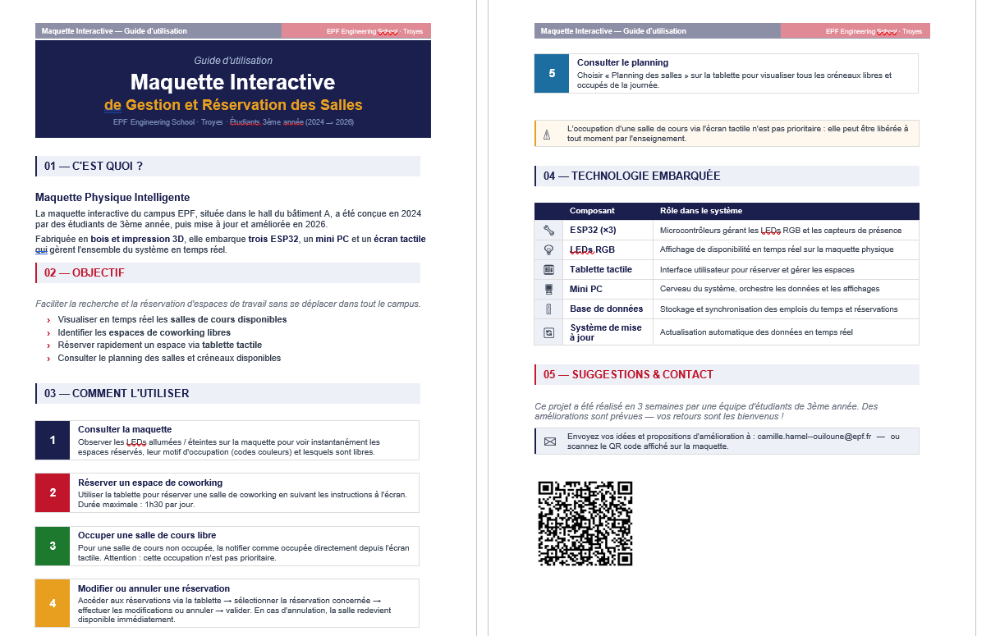 Maquette Interactive — Guide d'utilisation
EPF Engineering School · Troyes
Guide d'utilisation
Maquette Interactive
de Gestion et Réservation des Salles
EPF Engineering School · Troyes · Étudiants 3ème année (2024 → 2026)
01 — C'EST QUOI ?
Maquette Physique Intelligente
La maquette interactive du campus EPF, située dans le hall du bâtiment A, a été conçue en 2024
par des étudiants de 3ème année, puis mise à jour et améliorée en 2026.
Fabriquée en bois et impression 3D, elle embarque trois ESP32, un mini PC et un écran tactile
qui gèrent l'ensemble du système en temps réel.
02 — OBJECTIF
Faciliter la recherche et la réservation d'espaces de travail sans se déplacer dans tout le campus.
› Visualiser en temps réel les salles de cours disponibles
› Identifier les espaces de coworking libres
› Réserver rapidement un espace via tablette tactile
› Consulter le planning des salles et créneaux disponibles
03 — COMMENT L'UTILISER
1
Consulter la maquette
Observer les LEDs allumées / éteintes sur la maquette pour voir instantanément les
espaces réservés, leur motif d'occupation (codes couleurs) et lesquels sont libres.
2
Réserver un espace de coworking
Utiliser la tablette pour réserver une salle de coworking en suivant les instructions à l'écran.
Durée maximale : 1h30 par jour.
3
Occuper une salle de cours libre
Pour une salle de cours non occupée, la notifier comme occupée directement depuis l'écran
tactile. Attention : cette occupation n'est pas prioritaire.
4
Modifier ou annuler une réservation
Accéder aux réservations via la tablette → sélectionner la réservation concernée →
effectuer les modifications ou annuler → valider. En cas d'annulation, la salle redevient
disponible immédiatement.
Maquette Interactive — Guide d'utilisation
EPF Engineering School · Troyes
5
Consulter le planning
Choisir « Planning des salles » sur la tablette pour visualiser tous les créneaux libres et
occupés de la journée.
L'occupation d'une salle de cours via l'écran tactile n'est pas prioritaire : elle peut être libérée à
tout moment par l'enseignement.
04 — TECHNOLOGIE EMBARQUÉE
Composant Rôle dans le système
ESP32 (×3) Microcontrôleurs gérant les LEDs RGB et les capteurs de présence
LEDs RGB Affichage de disponibilité en temps réel sur la maquette physique
Tablette tactile Interface utilisateur pour réserver et gérer les espaces
Mini PC Cerveau du système, orchestre les données et les affichages
Base de données Stockage et synchronisation des emplois du temps et réservations
Système de mise
à jour
Actualisation automatique des données en temps réel
05 — SUGGESTIONS & CONTACT
Ce projet a été réalisé en 3 semaines par une équipe d'étudiants de 3ème année. Des
améliorations sont prévues — vos retours sont les bienvenus !
Envoyez vos idées et propositions d'amélioration à : camille.hamel--ouiloune@epf.fr — ou
scannez le QR code affiché sur la maquette.